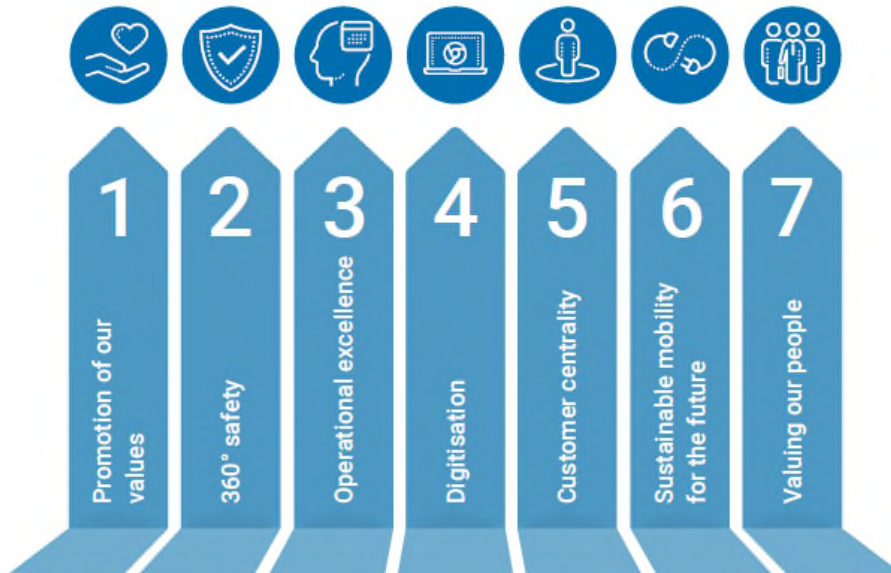 1
Promotion of our
values
2
360° safety
3
Operational excellence
4
Digitisation
5
Customer centrality
6
Sustainable mobility
for the future
7
Valuing our people